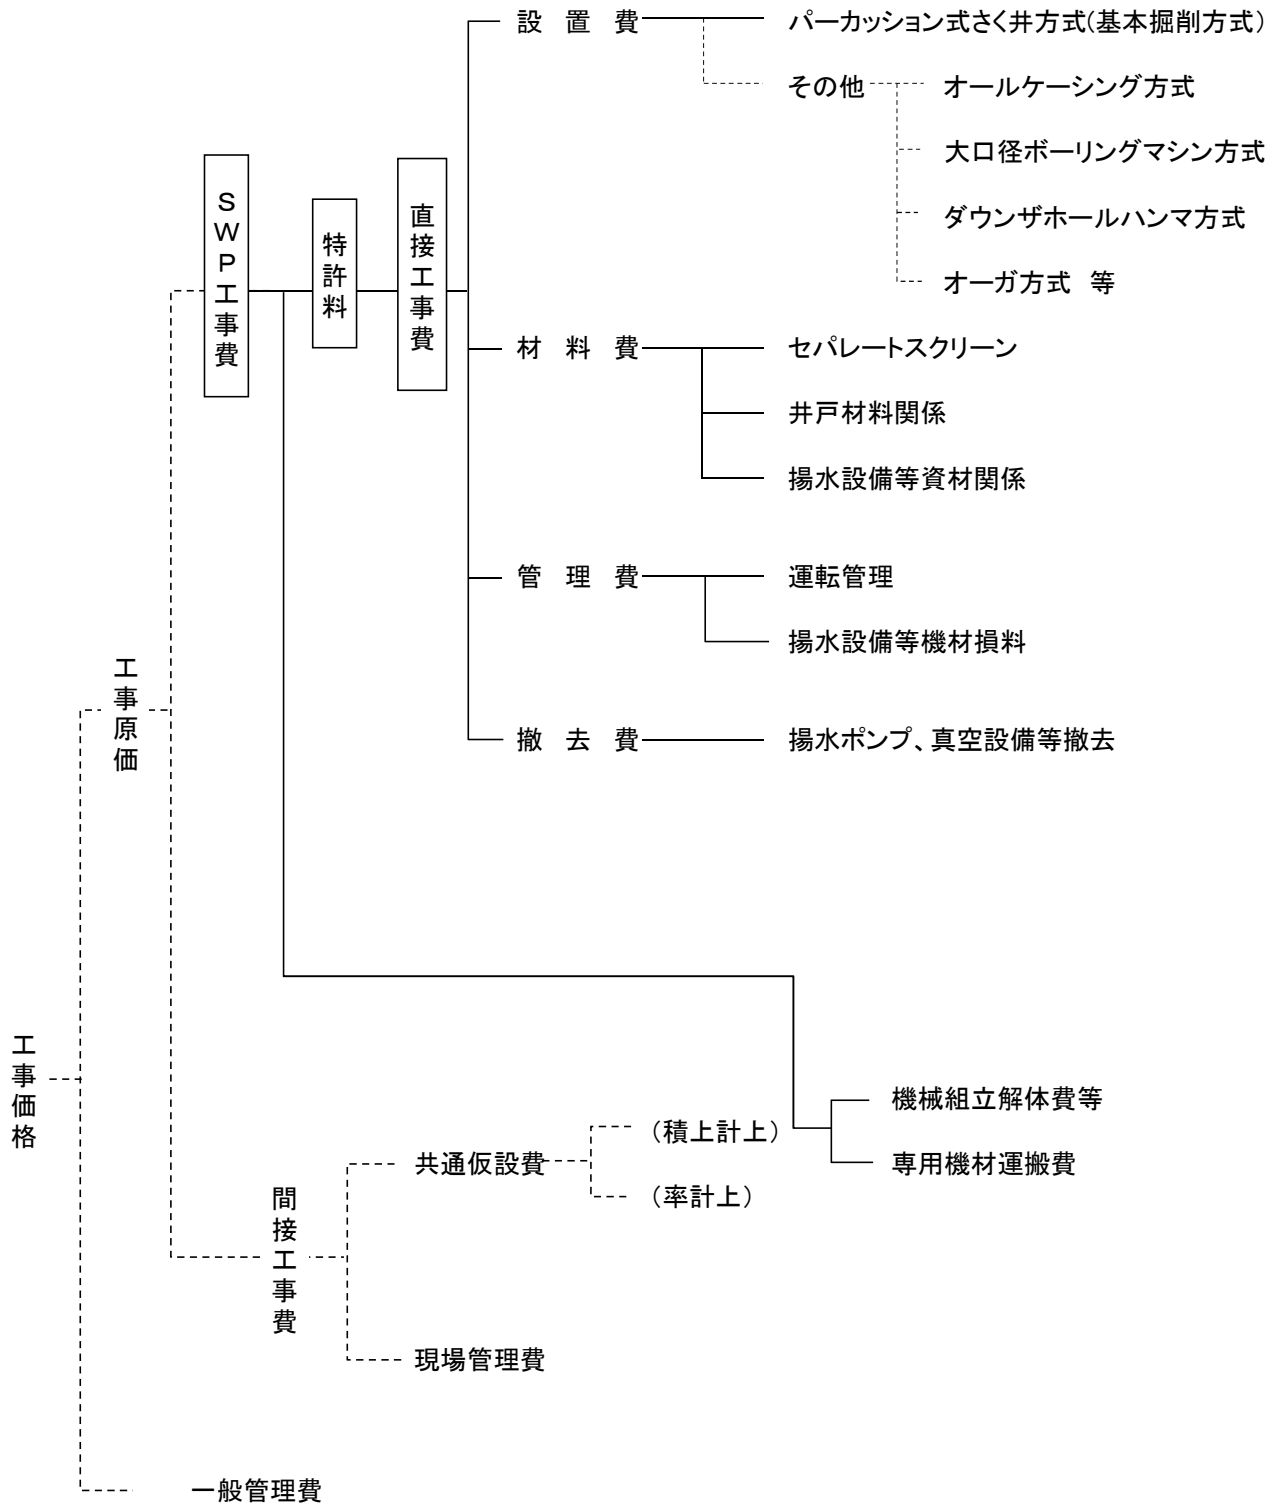 設置費
パーカッション式さく井方式(基本掘削方式)
その他
オールケーシング方式
大口径ボーリングマシン方式
ダウンザホールハンマ方式
オーガ方式 等
SWP工事費
特許料
直接工事費
材料費
セパレートスクリーン
井戸材料関係
揚水設備等資材関係
管理費
運転管理
揚水設備等機材損料
撤去費
揚水ポンプ、真空設備等撤去
工事原価
工事価格
機械組立解体費等
専用機材運搬費
間接工事費
共通仮設費
(積上計上)
(率計上)
現場管理費
一般管理費